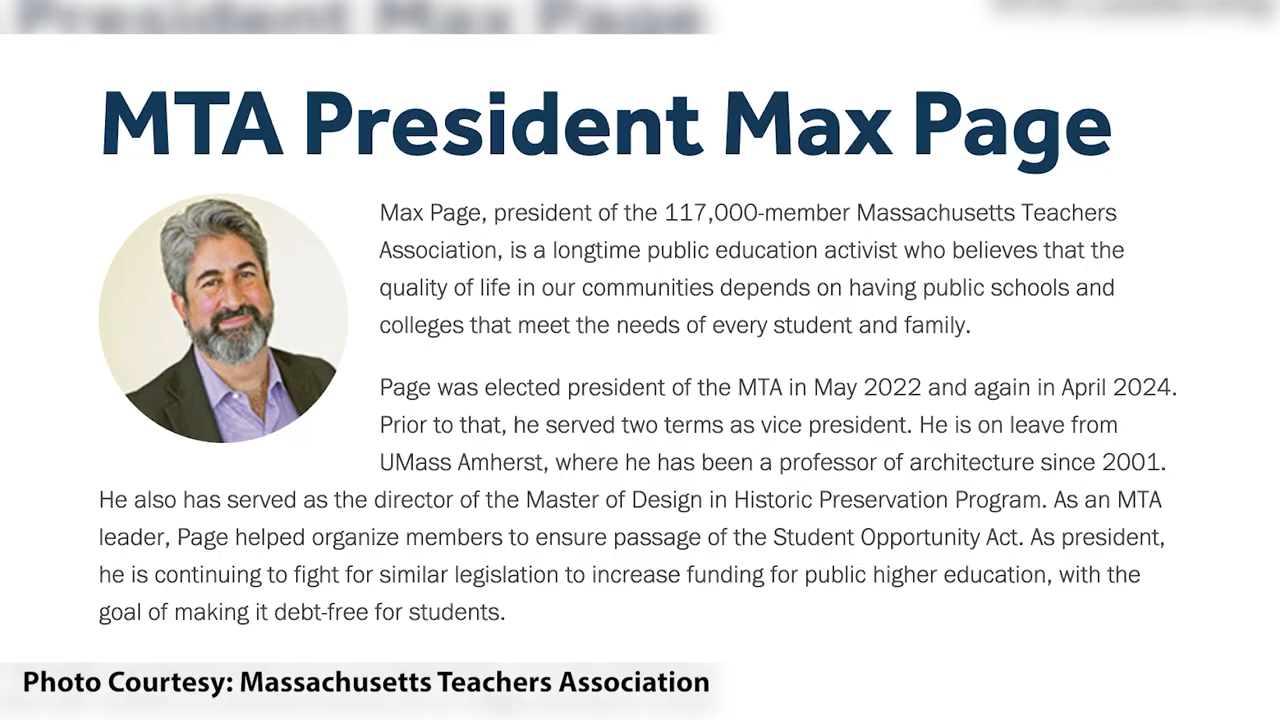 President Max Page
MTA President Max Page
Max Page, president of the 117,000-member Massachusetts Teachers
Association, is a longtime public education activist who believes that the
quality of life in our communities depends on having public schools and
colleges that meet the needs of every student and family.
Page was elected president of the MTA in May 2022 and again in April 2024.
Prior to that, he served two terms as vice president. He is on leave from
UMass Amherst, where he has been a professor of architecture since 2001.
He also has served as the director of the Master of Design in Historic Preservation Program. As an MTA
leader, Page helped organize members to ensure passage of the Student Opportunity Act. As president,
he is continuing to fight for similar legislation to increase funding for public higher education, with the
goal of making it debt-free for students.
Photo Courtesy: Massachusetts Teachers Association